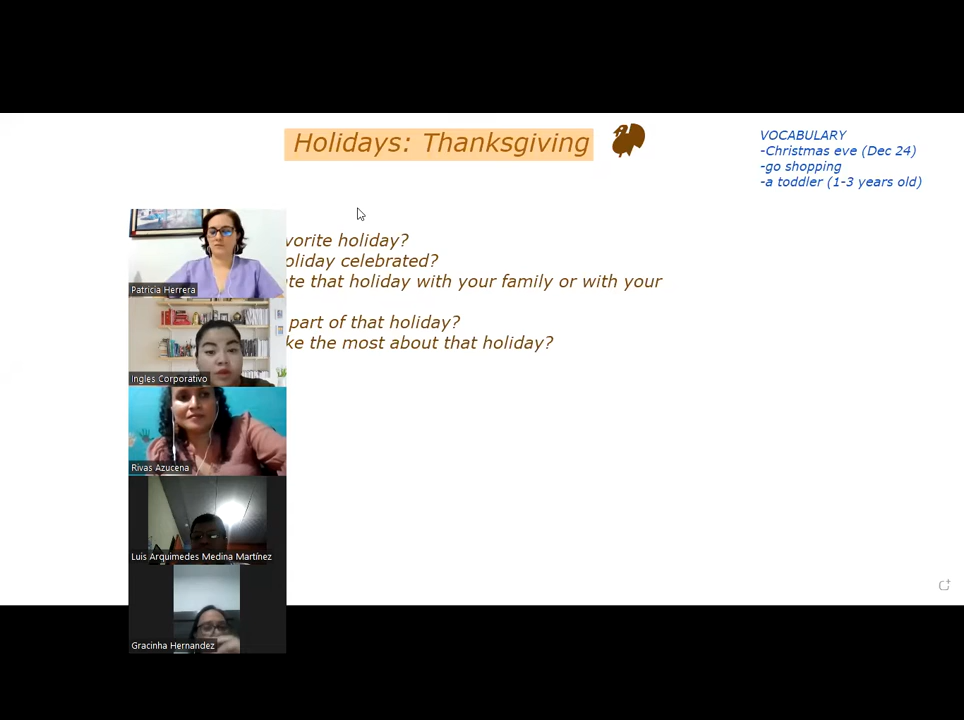 Holidays: Thanksgiving
VOCABULARY
-Christmas eve (Dec 24)
-go shopping
-a toddler (1-3 years old)
vorite holiday?
oliday celebrated?
te that holiday with your family or with your
part of that holiday?
ke the most about that holiday?
Patricia Herrera
Ingles Corporativo
Rivas Azucena
Luis Arquimedes Medina Martínez
Gracinha Hernandez